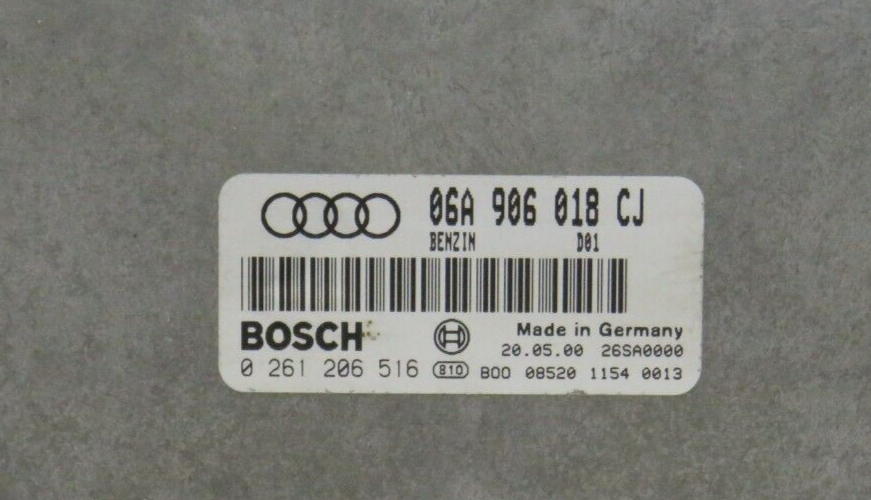 06A 906 018 CJ
BENZIN D01
BOSCH
Made in Germany
20.05.00 26SA0000
0 261 206 516 810 B00 08520 1154 0013